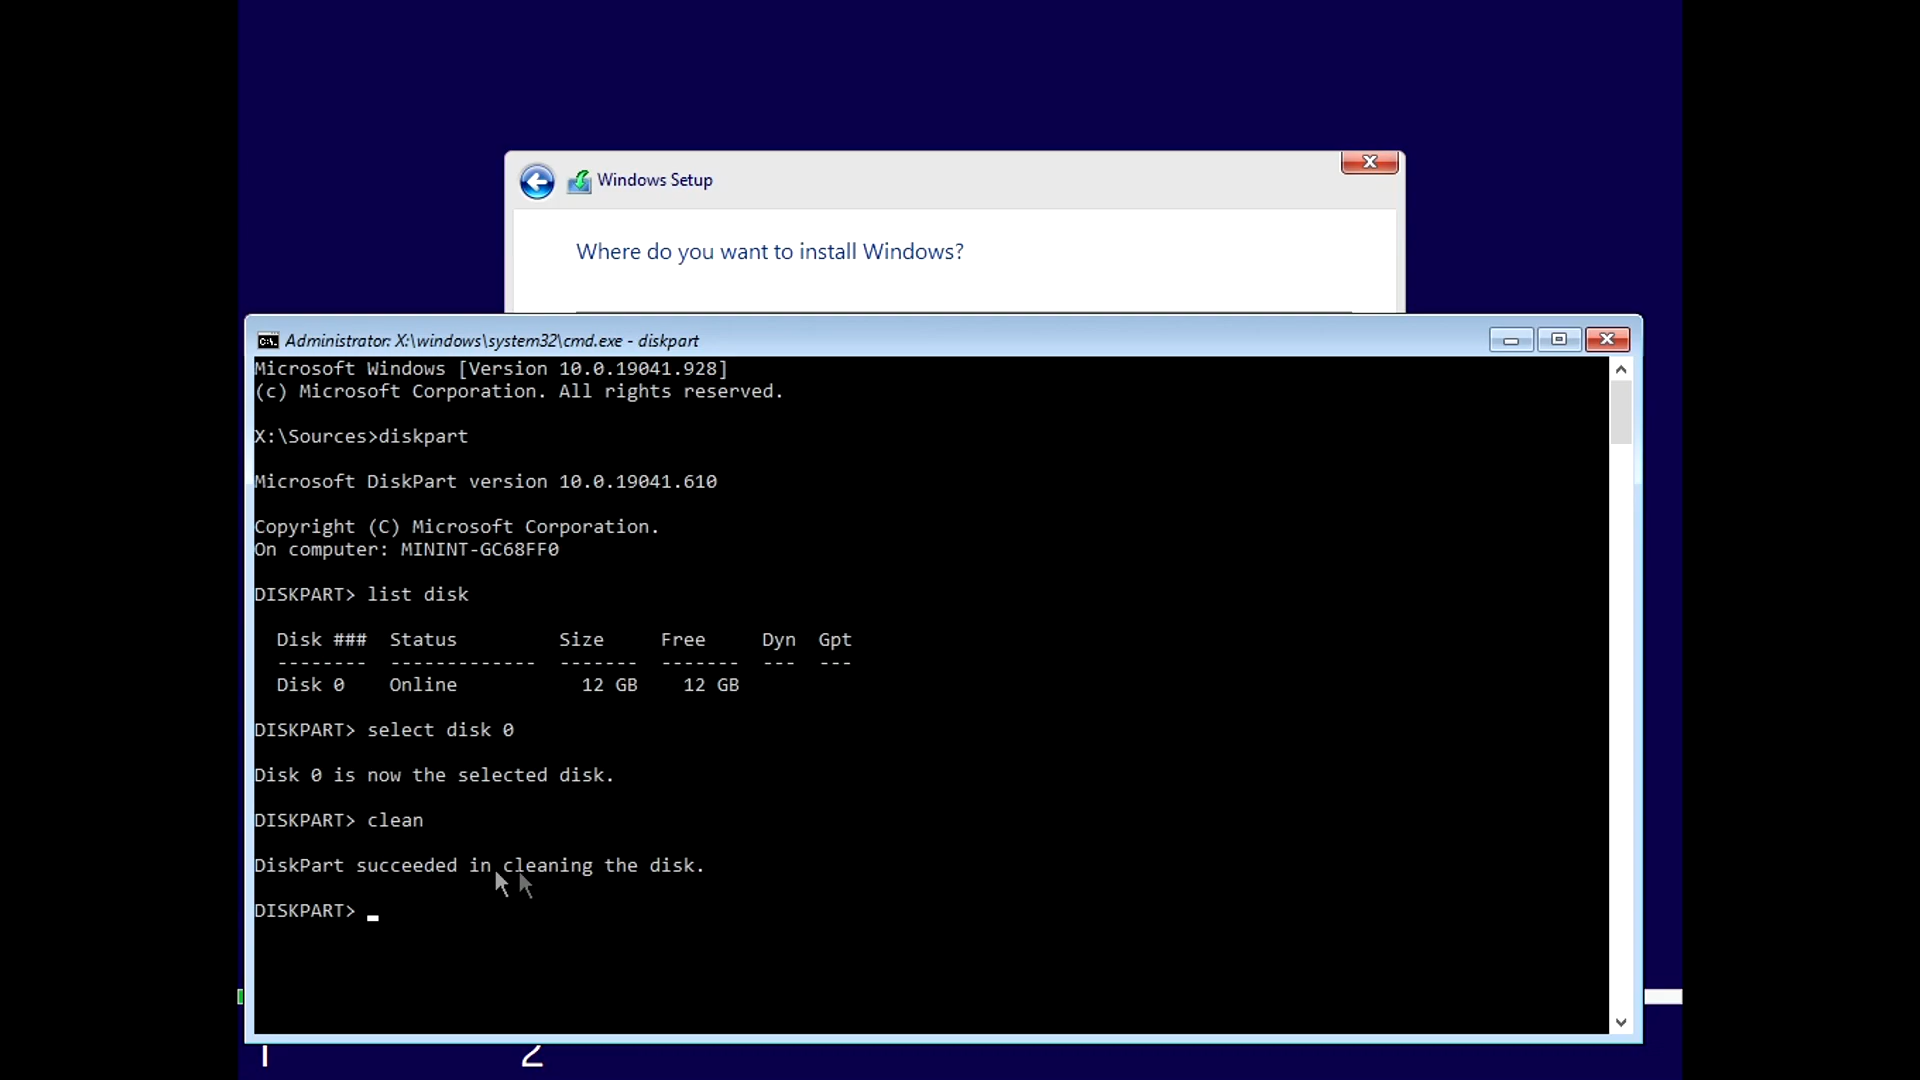 Windows Setup
Where do you want to install Windows?
Administrator: X:\windows\system32\cmd.exe - diskpart
Microsoft Windows [Version 10.0.19041.928]
(c) Microsoft Corporation. All rights reserved.
X:\Sources>diskpart
Microsoft DiskPart version 10.0.19041.610
Copyright (C) Microsoft Corporation.
On computer: MININT-GC68FF0
DISKPART> list disk
Disk ###  Status         Size     Free     Dyn  Gpt
--------  -------------  -------  -------  ---  ---
Disk 0    Online           12 GB    12 GB
DISKPART> select disk 0
Disk 0 is now the selected disk.
DISKPART> clean
DiskPart succeeded in cleaning the disk.
DISKPART>
1 2